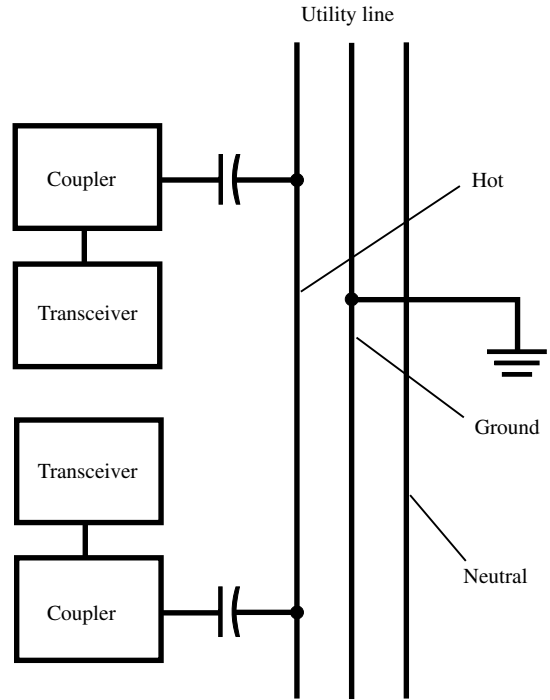 Utility line
Coupler
Hot
Transceiver
Ground
Transceiver
Neutral
Coupler